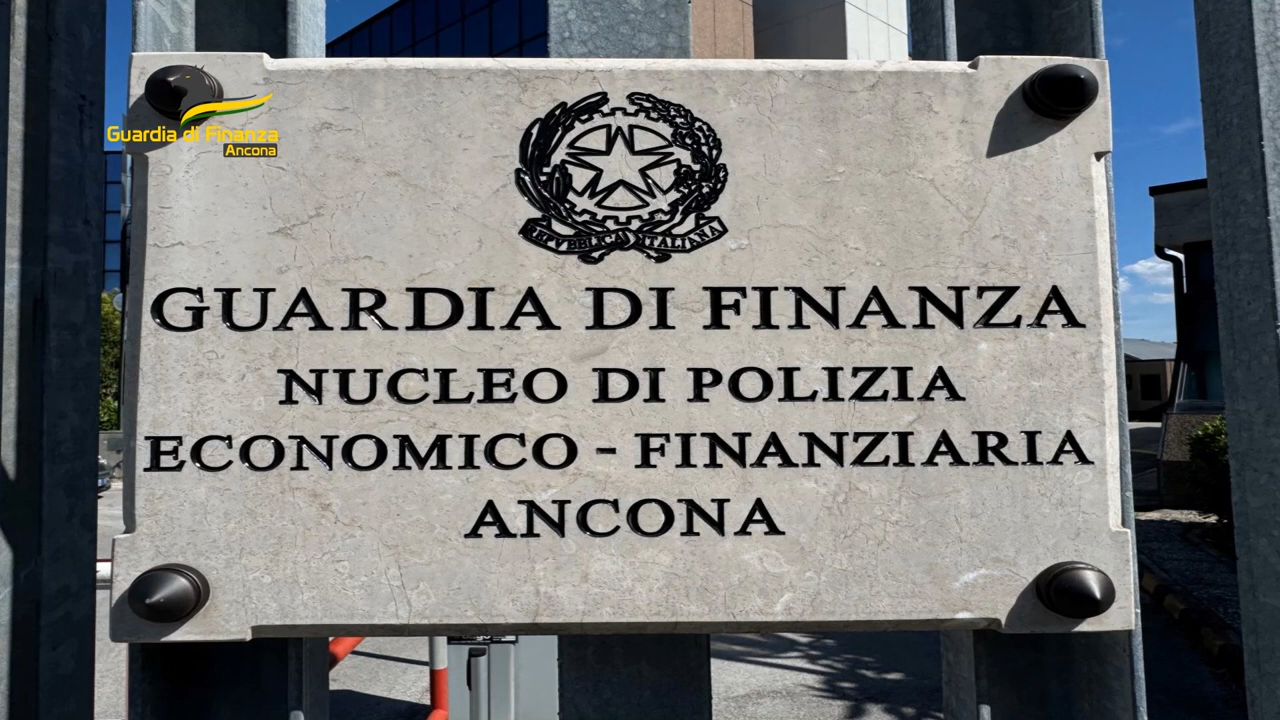 Guardia di Finanza
Ancona
REPVBBLICA ITALIANA
GUARDIA DI FINANZA
NUCLEO DI POLIZIA
ECONOMICO - FINANZIARIA
ANCONA